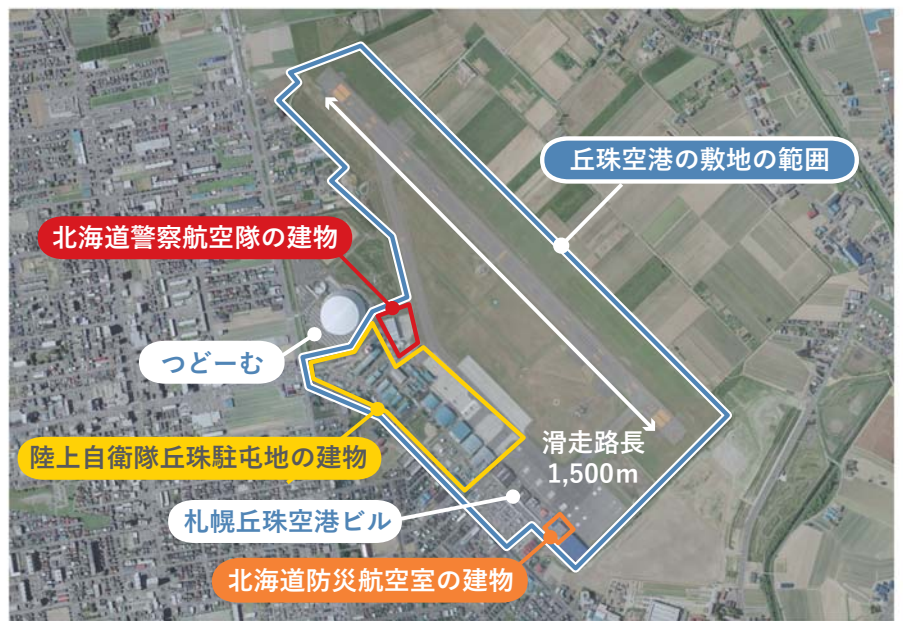 丘珠空港の敷地の範囲
北海道警察航空隊の建物
つどーむ
滑走路長
1,500m
陸上自衛隊丘珠駐屯地の建物
札幌丘珠空港ビル
北海道防災航空室の建物